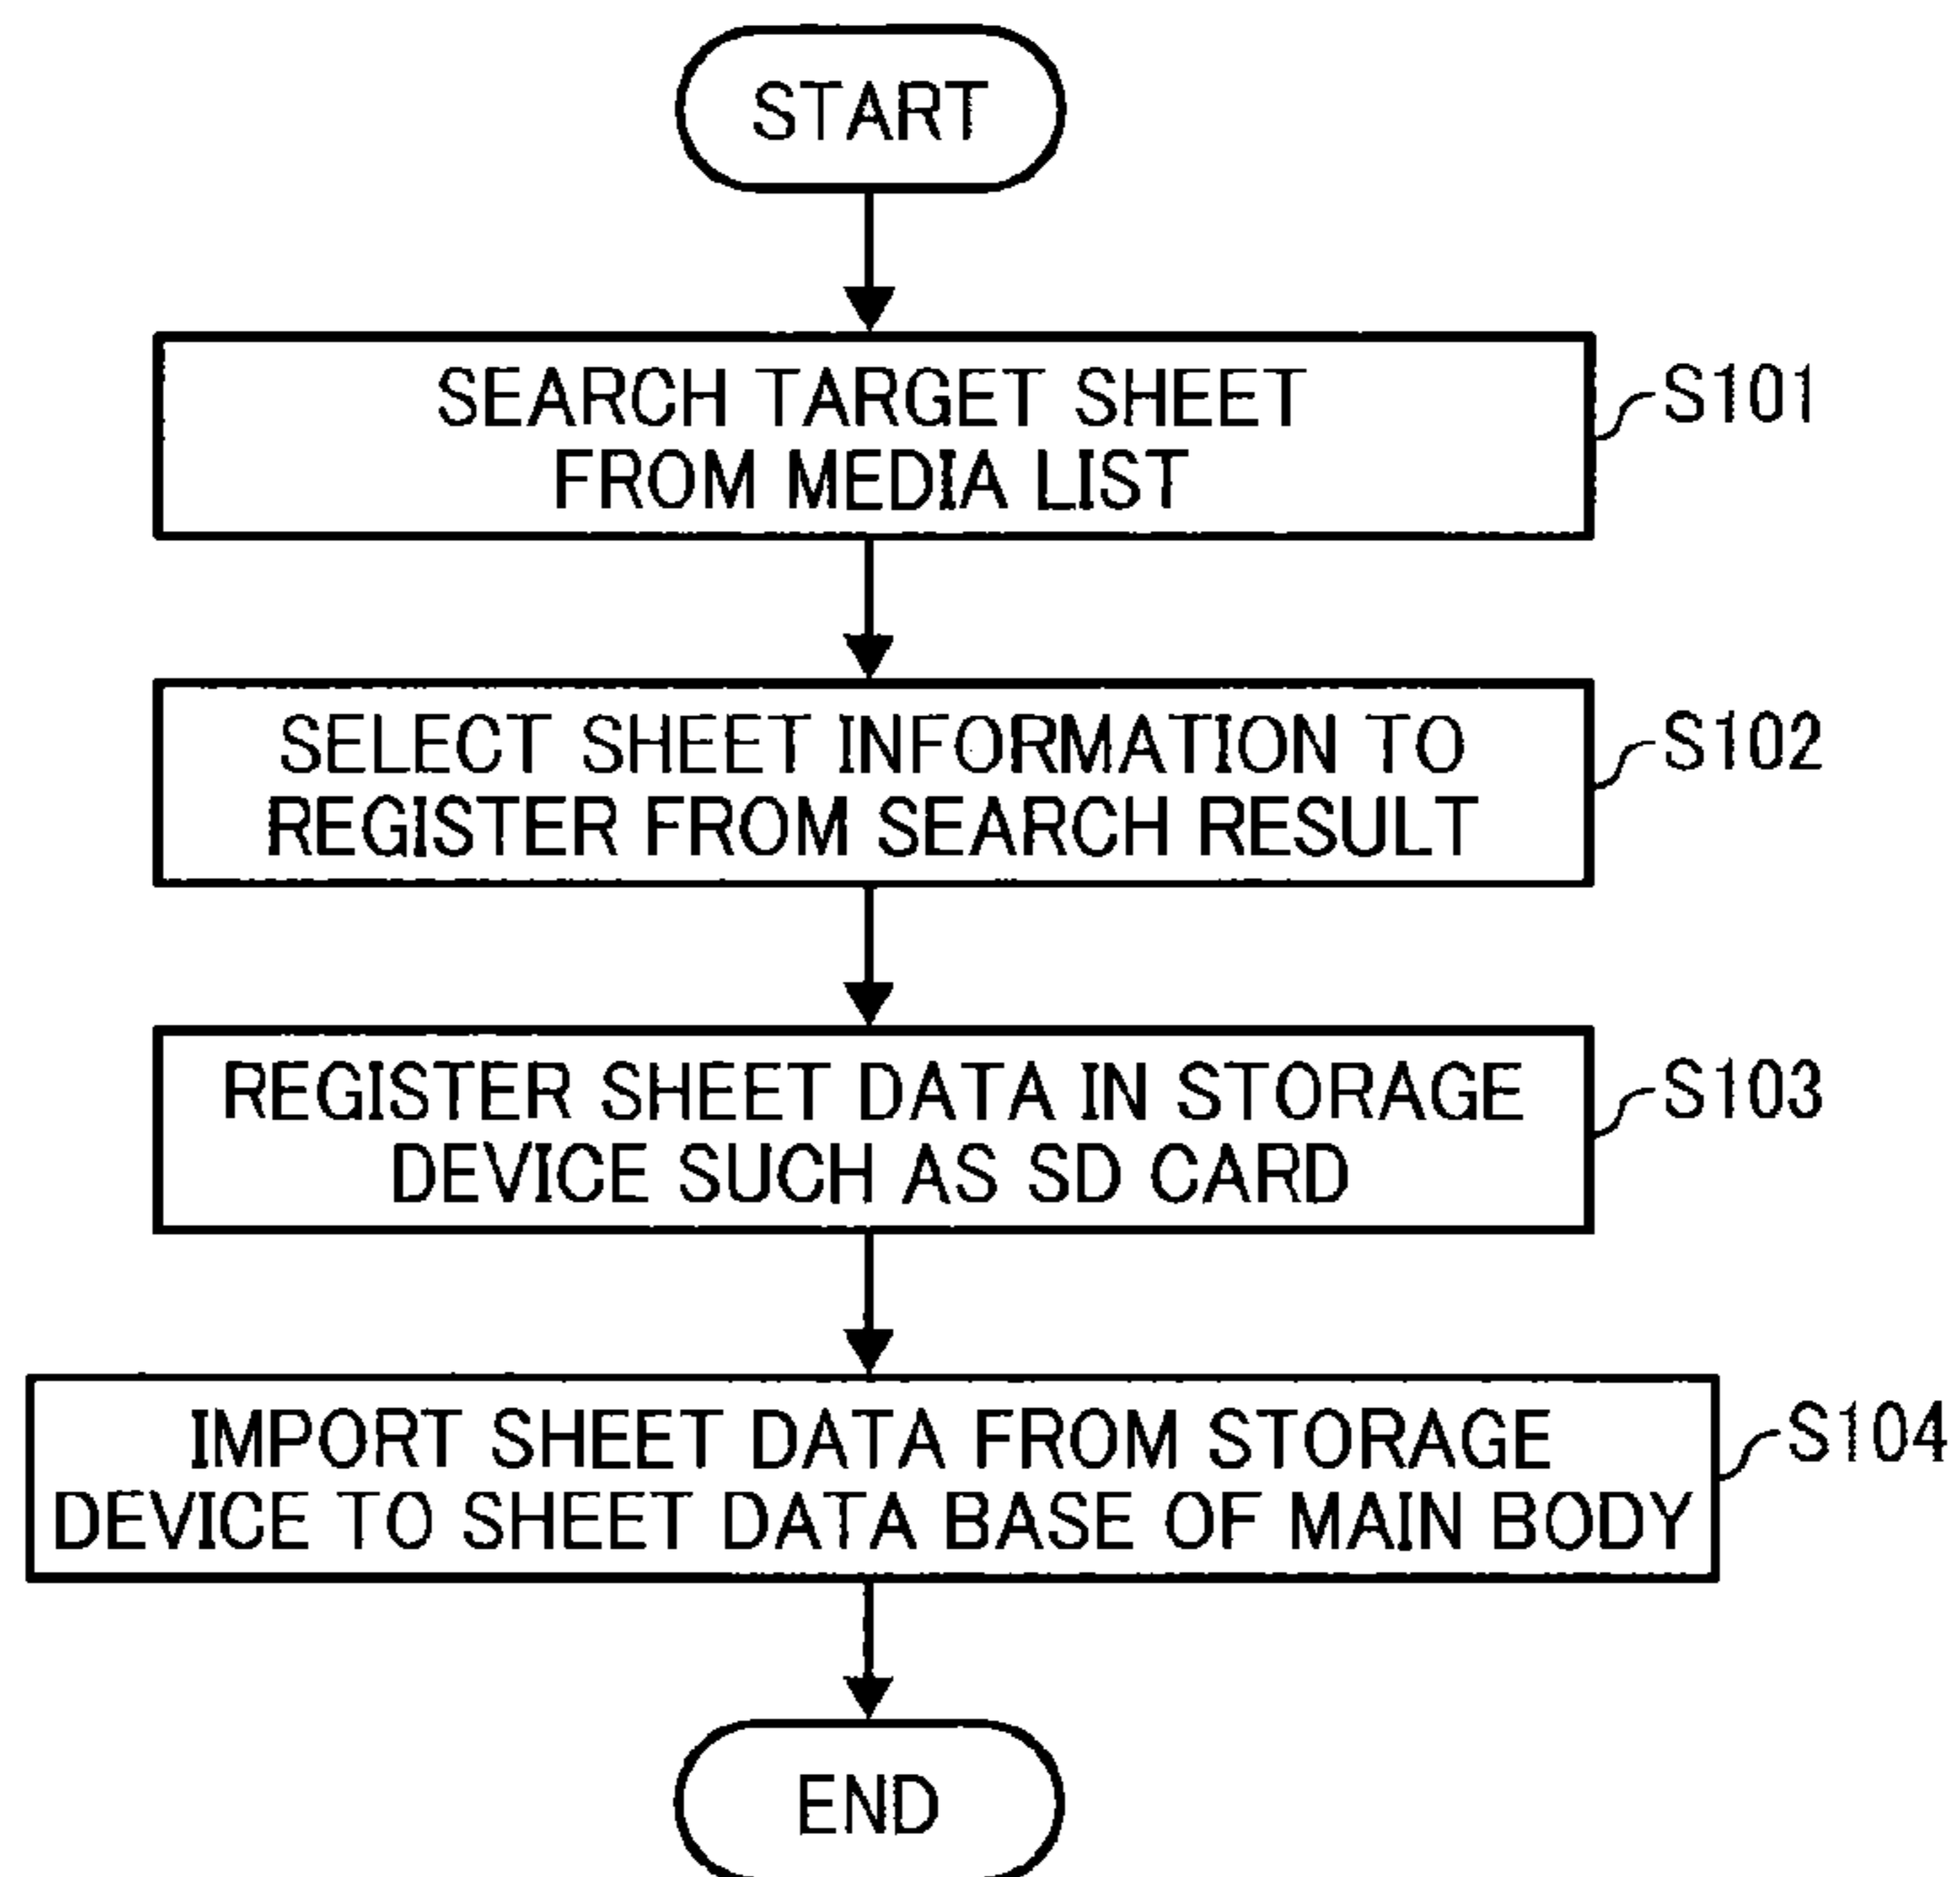 START
SEARCH TARGET SHEET
FROM MEDIA LIST
S101
SELECT SHEET INFORMATION TO
REGISTER FROM SEARCH RESULT
S102
REGISTER SHEET DATA IN STORAGE
DEVICE SUCH AS SD CARD
S103
IMPORT SHEET DATA FROM STORAGE
DEVICE TO SHEET DATA BASE OF MAIN BODY
S104
END